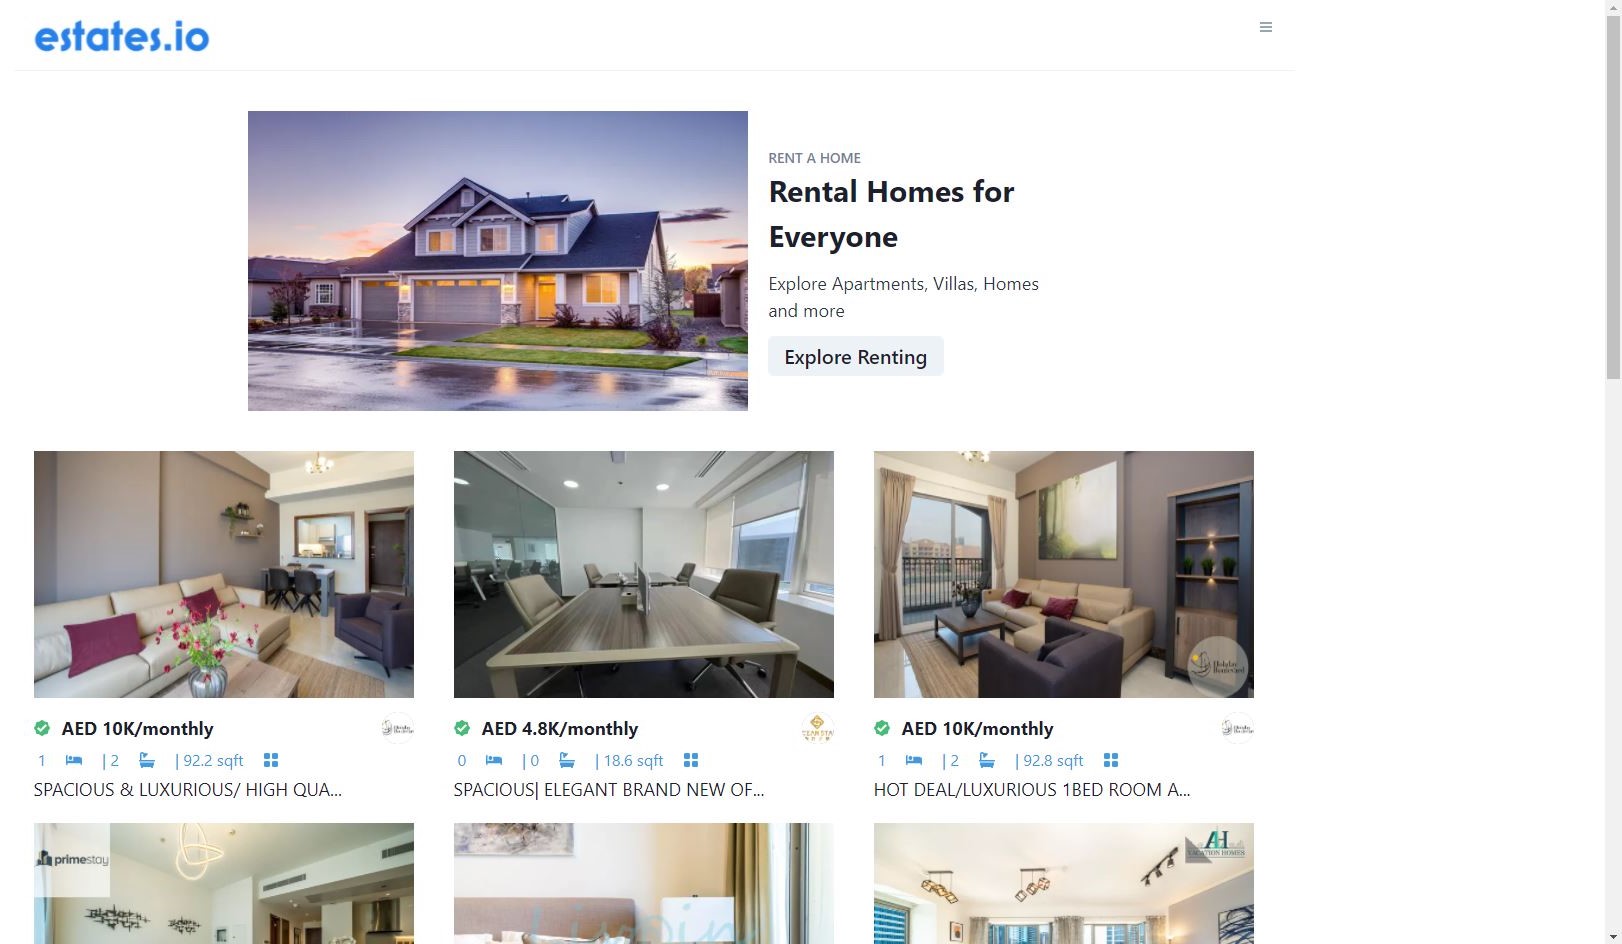 estates.io
RENT A HOME
Rental Homes for
Everyone
Explore Apartments, Villas, Homes
and more
Explore Renting
Holiday
Boulevard
AED 10K/monthly
AED 4.8K/monthly
AED 10K/monthly
1 | 2 | 92.2 sqft
0 | 0 | 18.6 sqft
1 | 2 | 92.8 sqft
SPACIOUS & LUXURIOUS/ HIGH QUA...
SPACIOUS| ELEGANT BRAND NEW OF...
HOT DEAL/LUXURIOUS 1BED ROOM A...
primestay
AH
VACATION HOMES